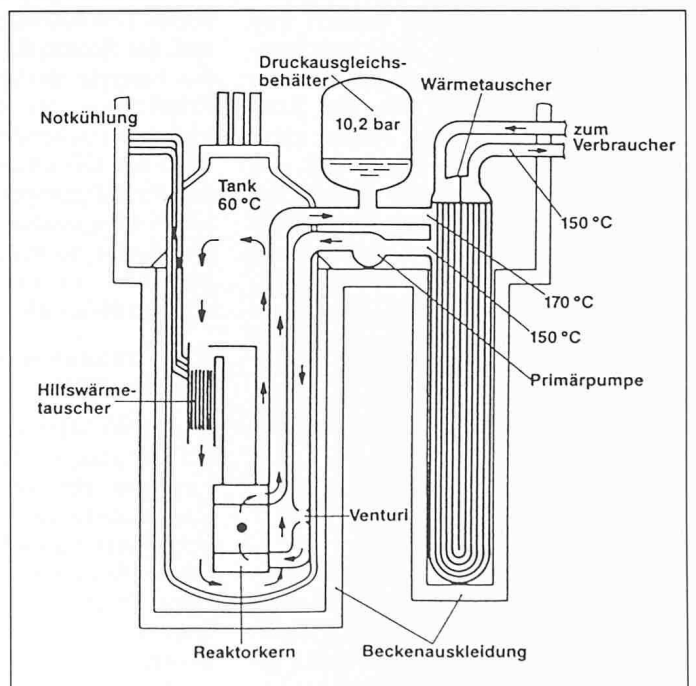 Druckausgleichs-
behälter
Wärmetauscher
10,2 bar
Notkühlung
zum
Verbraucher
Tank
60 °C
150 °C
170 °C
150 °C
Primärpumpe
Hilfswärme-
tauscher
Venturi
Reaktorkern
Beckenauskleidung